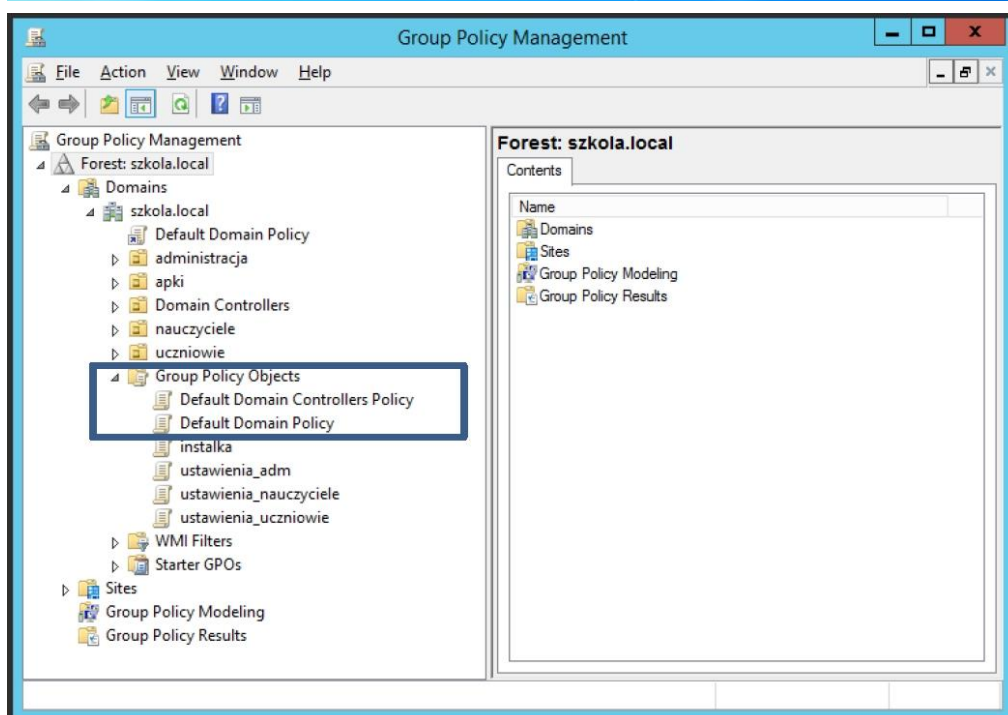 Group Policy Management
File Action View Window Help
Group Policy Management
Forest: szkola.local
Domains
szkola.local
Default Domain Policy
administracja
apki
Domain Controllers
nauczyciele
uczniowie
Group Policy Objects
Default Domain Controllers Policy
Default Domain Policy
instalka
ustawienia_adm
ustawienia_nauczyciele
ustawienia_uczniowie
WMI Filters
Starter GPOs
Sites
Group Policy Modeling
Group Policy Results
Forest: szkola.local
Contents
Name
Domains
Sites
Group Policy Modeling
Group Policy Results